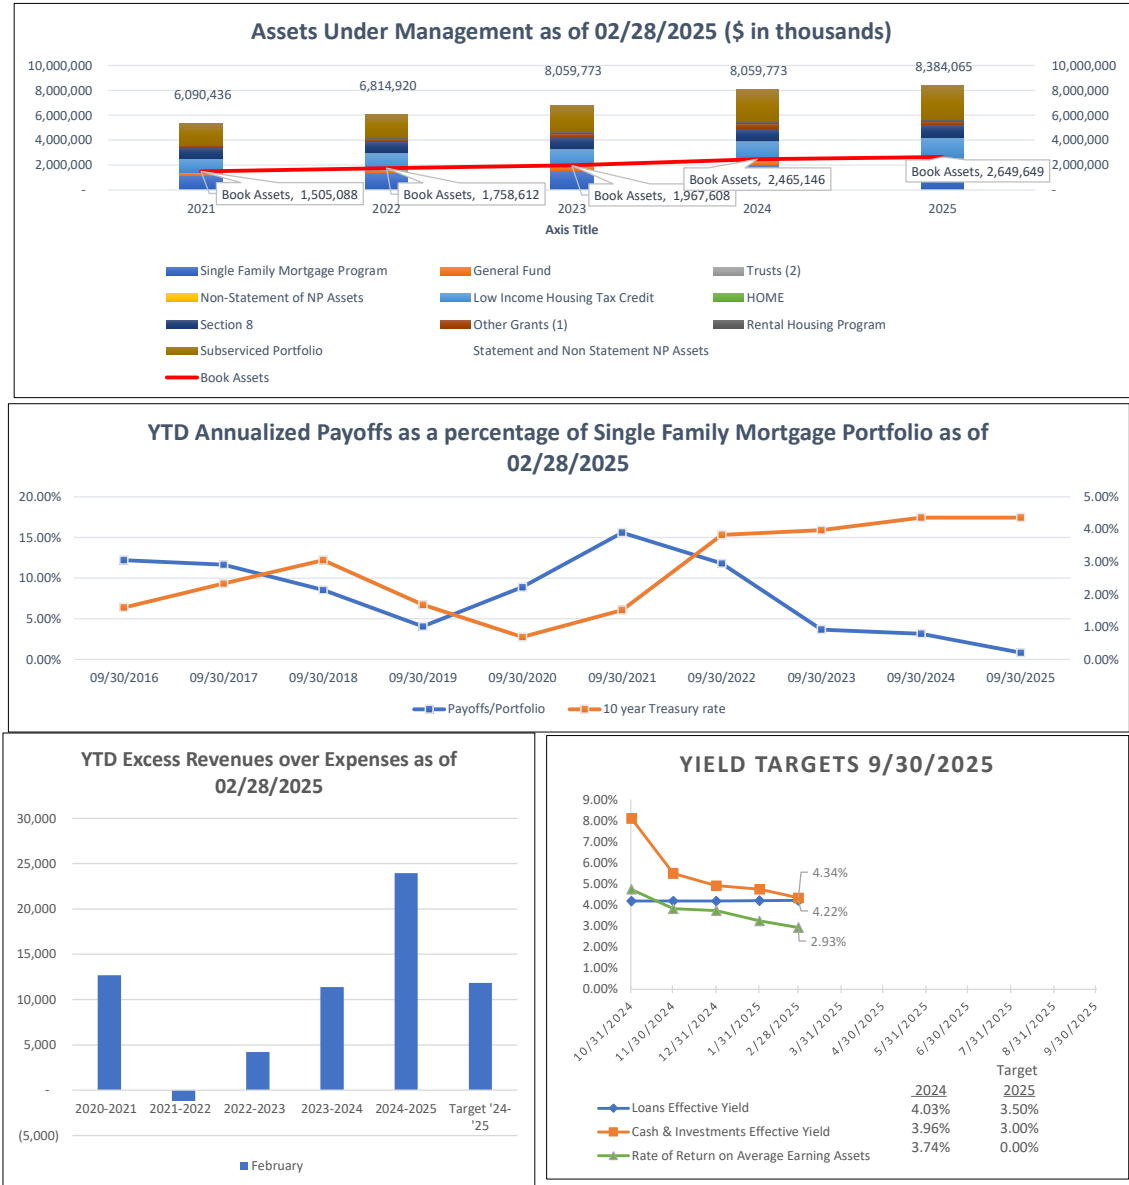 Assets Under Management as of 02/28/2025 ($ in thousands)
10,000,000
8,000,000
6,000,000
4,000,000
2,000,000
-
6,090,436
6,814,920
8,059,773
8,059,773
8,384,065
10,000,000
8,000,000
6,000,000
4,000,000
2,000,000
-
Book Assets, 1,505,088
Book Assets, 1,758,612
Book Assets, 1,967,608
Book Assets, 2,465,146
Book Assets, 2,649,649
2021 2022 2023 2024 2025
Axis Title
Single Family Mortgage Program General Fund Trusts (2)
Non-Statement of NP Assets Low Income Housing Tax Credit HOME
Section 8 Other Grants (1) Rental Housing Program
Subserviced Portfolio Statement and Non Statement NP Assets
Book Assets
YTD Annualized Payoffs as a percentage of Single Family Mortgage Portfolio as of
02/28/2025
20.00%
15.00%
10.00%
5.00%
0.00%
5.00%
4.00%
3.00%
2.00%
1.00%
0.00%
09/30/2016 09/30/2017 09/30/2018 09/30/2019 09/30/2020 09/30/2021 09/30/2022 09/30/2023 09/30/2024 09/30/2025
Payoffs/Portfolio 10 year Treasury rate
YTD Excess Revenues over Expenses as of
02/28/2025
30,000
25,000
20,000
15,000
10,000
5,000
-
(5,000)
2020-2021 2021-2022 2022-2023 2023-2024 2024-2025 Target '24-
'25
February
YIELD TARGETS 9/30/2025
9.00%
8.00%
7.00%
6.00%
5.00%
4.00%
3.00%
2.00%
1.00%
0.00%
4.34%
4.22%
2.93%
10/31/2024 11/30/2024 12/31/2024 1/31/2025 2/28/2025 3/31/2025 4/30/2025 5/31/2025 6/30/2025 7/31/2025 8/31/2025 9/30/2025
Target
2024 2025
Loans Effective Yield 4.03% 3.50%
Cash & Investments Effective Yield 3.96% 3.00%
Rate of Return on Average Earning Assets 3.74% 0.00%